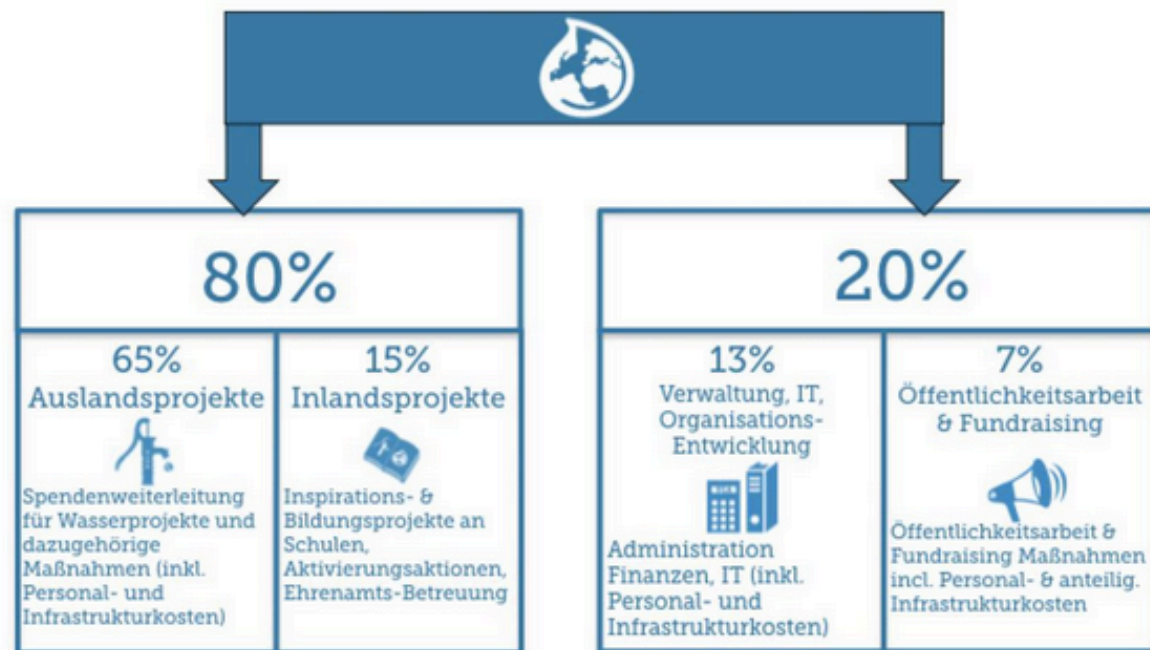 80%
65%
Auslandsprojekte
Spendenweiterleitung
für Wasserprojekte und
dazugehörige
Maßnahmen (inkl.
Personal- und
Infrastrukturkosten)
15%
Inlandsprojekte
Inspirations- &
Bildungsprojekte an
Schulen,
Aktivierungsaktionen,
Ehrenamts-Betreuung
20%
13%
Verwaltung, IT,
Organisations-
Entwicklung
Administration
Finanzen, IT (inkl.
Personal- und
Infrastrukturkosten)
7%
Öffentlichkeitsarbeit
& Fundraising
Öffentlichkeitsarbeit &
Fundraising Maßnahmen
incl. Personal- & anteilig.
Infrastrukturkosten